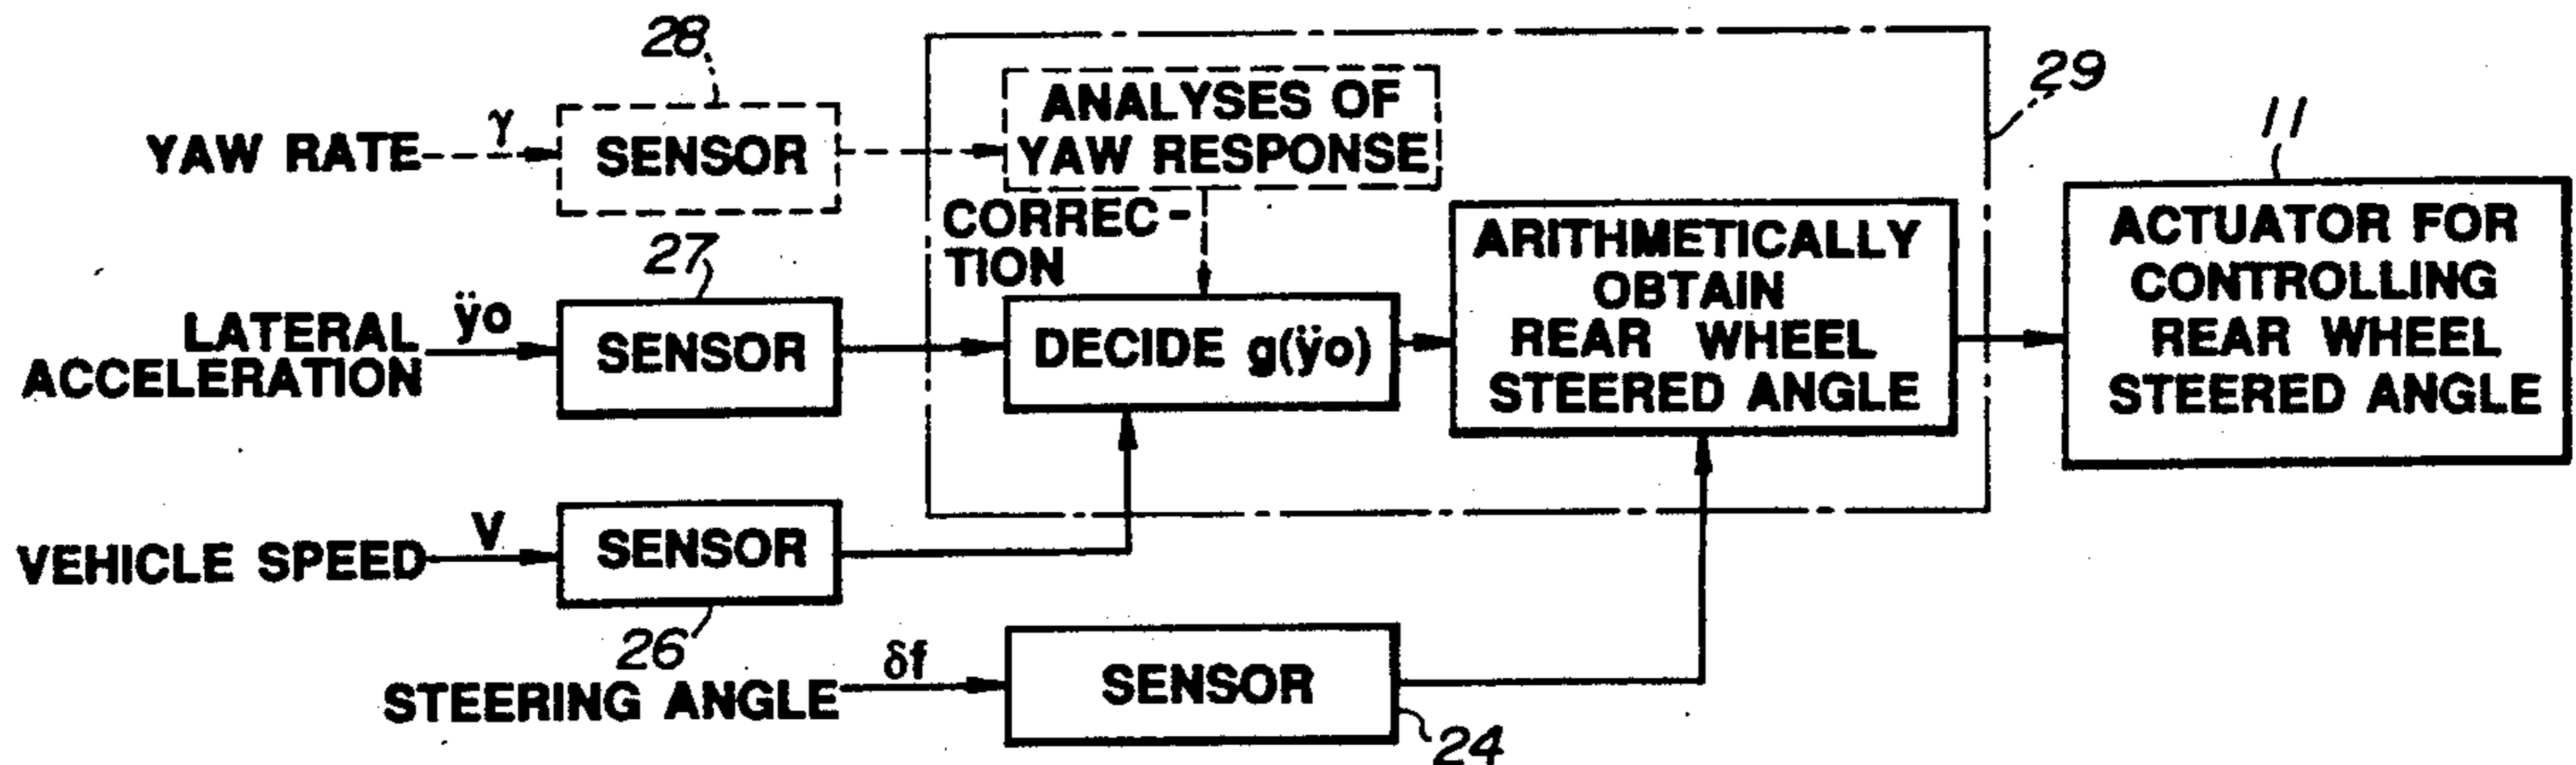 28
YAW RATE
γ
SENSOR
ANALYSES OF
YAW RESPONSE
29
11
CORREC-
TION
27
LATERAL
ACCELERATION
ÿo
SENSOR
DECIDE g(ÿo)
ARITHMETICALLY
OBTAIN
REAR WHEEL
STEERED ANGLE
ACTUATOR FOR
CONTROLLING
REAR WHEEL
STEERED ANGLE
VEHICLE SPEED
V
SENSOR
26
STEERING ANGLE
δf
SENSOR
24